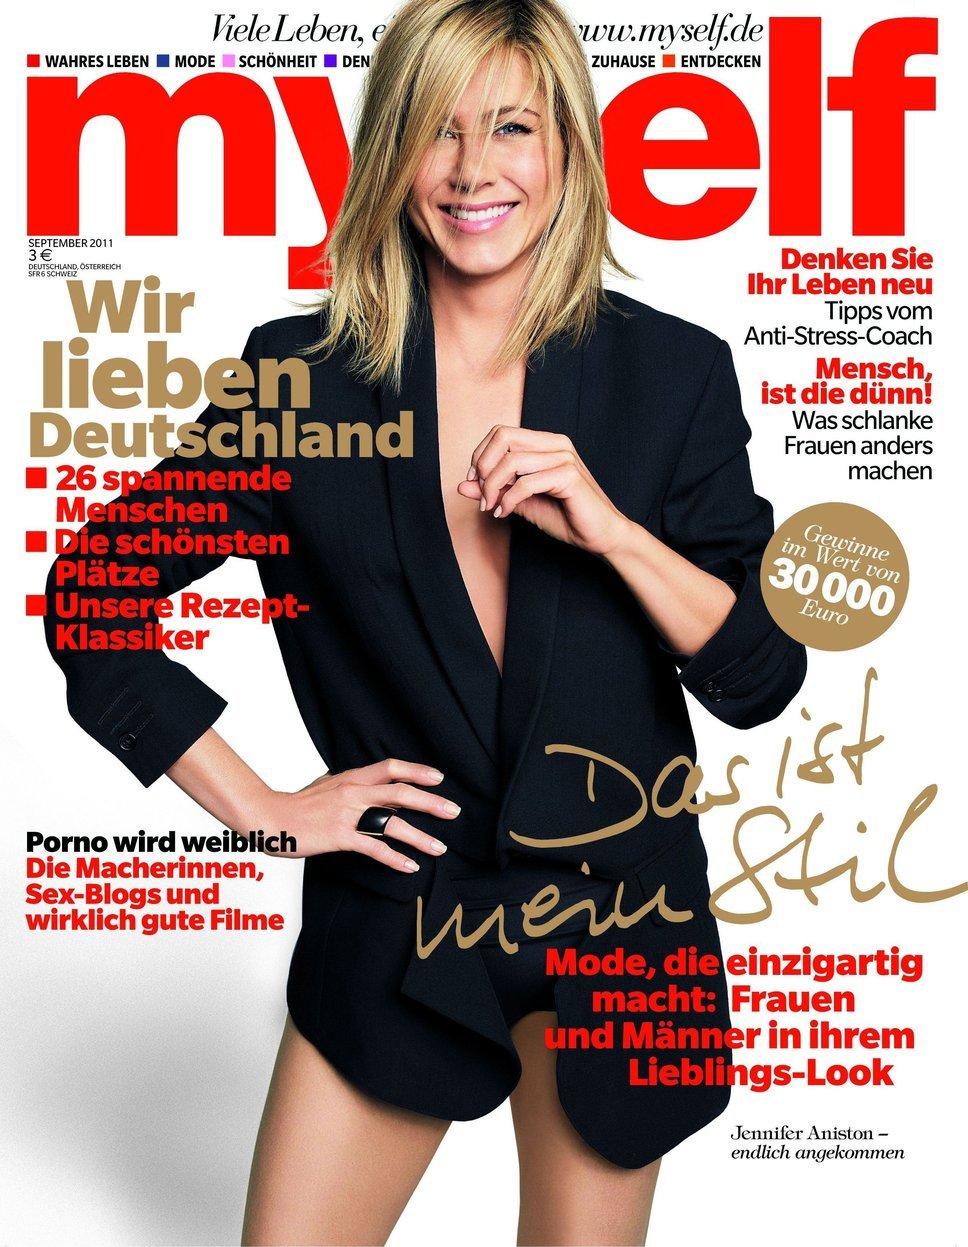 Viele Leben, www.myself.de
WAHRES LEBEN MODE SCHÖNHEIT DEN ZUHAUSE ENTDECKEN
myself
SEPTEMBER 2011
3 €
DEUTSCHLAND, ÖSTERREICH
SFR 6 SCHWEIZ
Wir
lieben
Deutschland
26 spannende
Menschen
Die schönsten
Plätze
Unsere Rezept-
Klassiker
Denken Sie
Ihr Leben neu
Tipps vom
Anti-Stress-Coach
Mensch,
ist die dünn!
Was schlanke
Frauen anders
machen
Gewinne
im Wert von
30 000
Euro
Das ist
mein Stil
Porno wird weiblich
Die Macherinnen,
Sex-Blogs und
wirklich gute Filme
Mode, die einzigartig
macht: Frauen
und Männer in ihrem
Lieblings-Look
Jennifer Aniston –
endlich angekommen